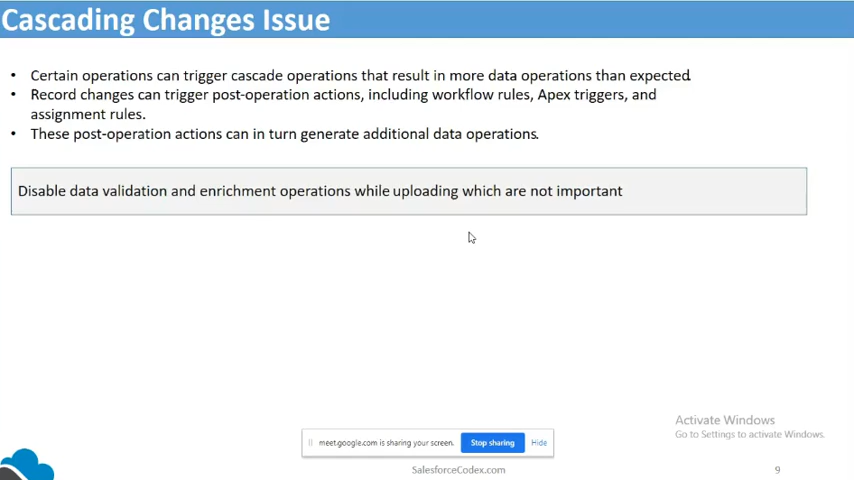 Cascading Changes Issue
• Certain operations can trigger cascade operations that result in more data operations than expected.
• Record changes can trigger post-operation actions, including workflow rules, Apex triggers, and
assignment rules.
• These post-operation actions can in turn generate additional data operations.
Disable data validation and enrichment operations while uploading which are not important
Activate Windows
Go to Settings to activate Windows.
meet.google.com is sharing your screen. Stop sharing Hide
SalesforceCodex.com 9